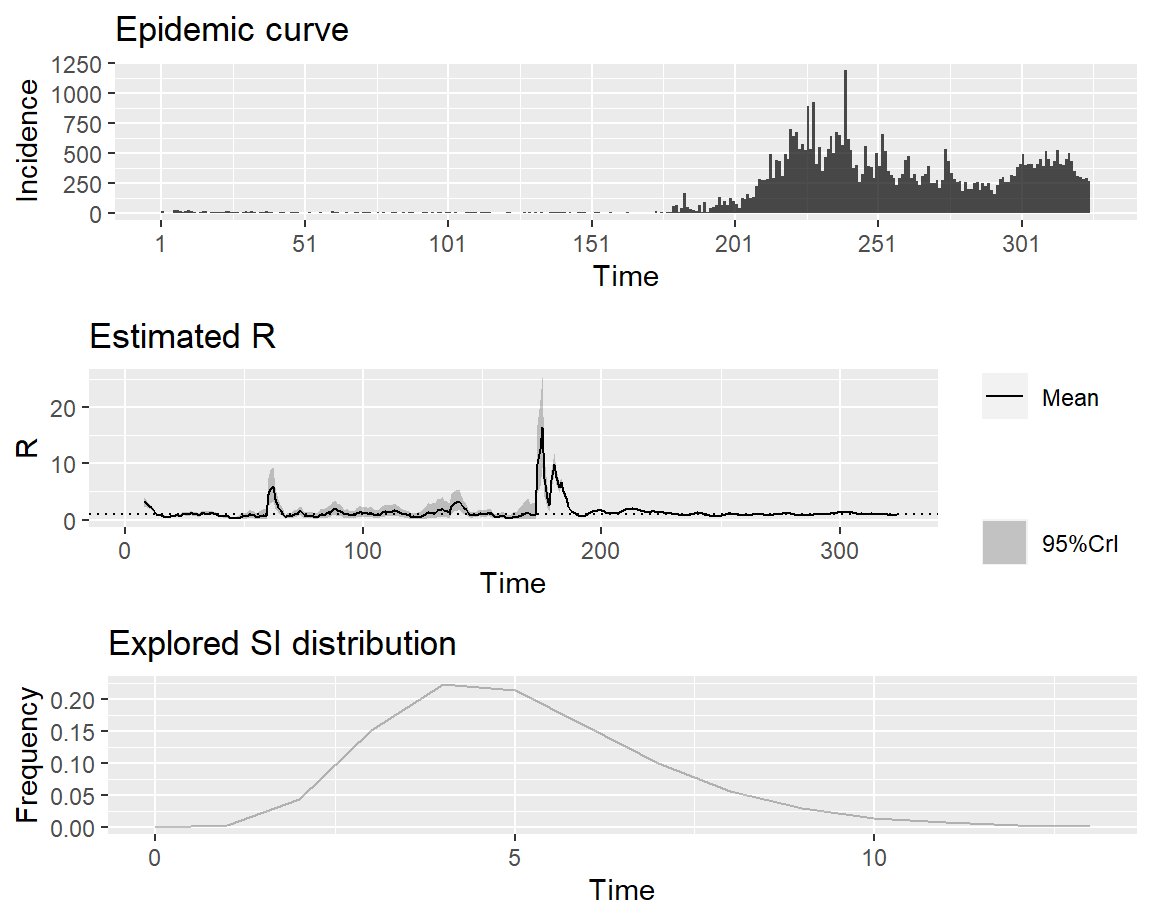 Epidemic curve
Incidence
1250
1000
750
500
250
0
1 51 101 151 201 251 301
Time
Estimated R
R
20
10
0
0 100 200 300
Time
Mean
95%CrI
Explored SI distribution
Frequency
0.20
0.15
0.10
0.05
0.00
0 5 10
Time